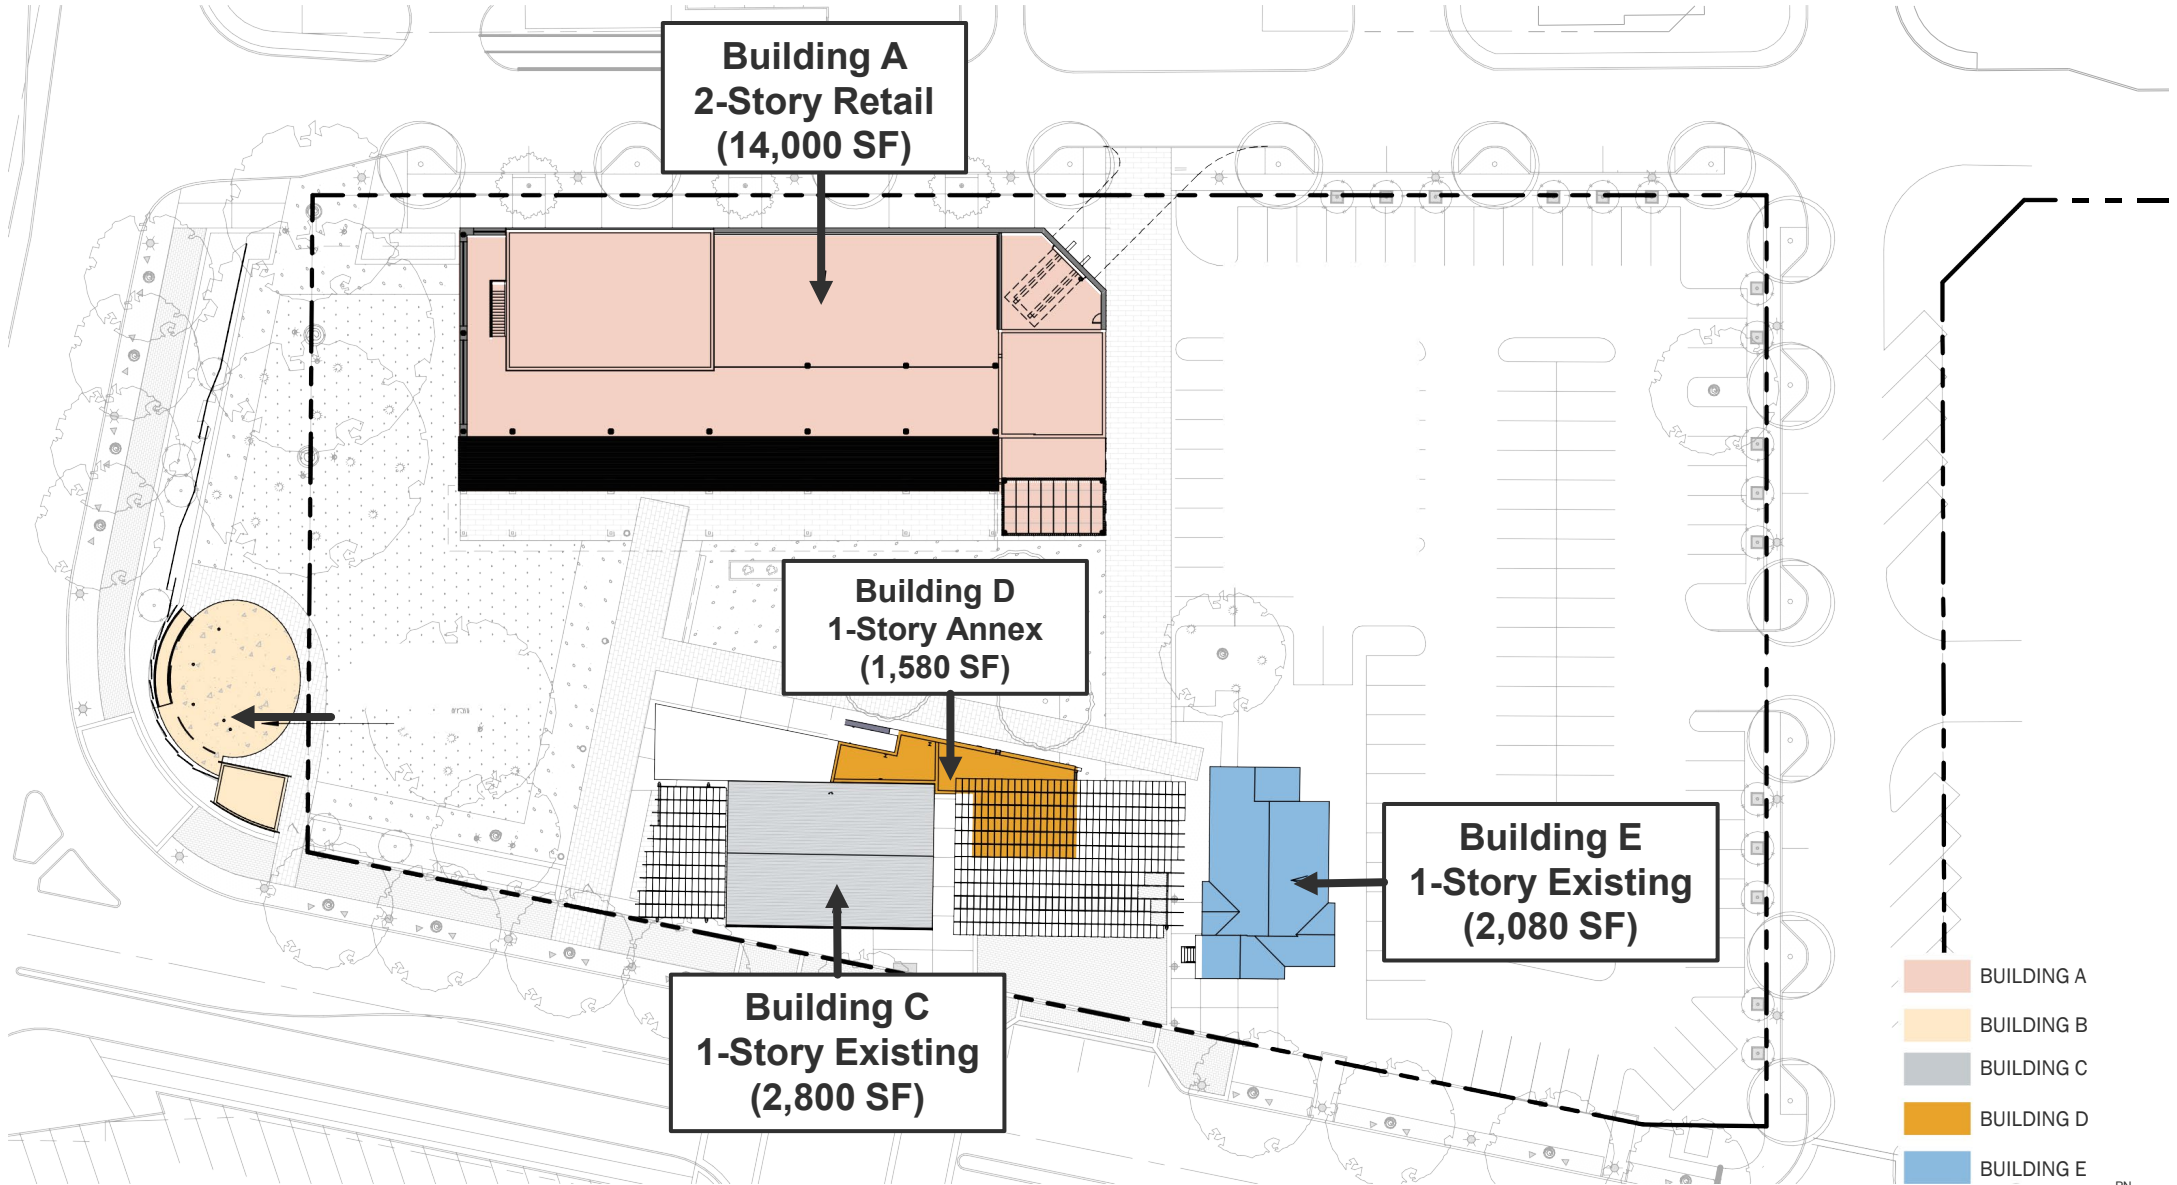 Building A
2-Story Retail
(14,000 SF)
Building D
1-Story Annex
(1,580 SF)
Building E
1-Story Existing
(2,080 SF)
Building C
1-Story Existing
(2,800 SF)
BUILDING A
BUILDING B
BUILDING C
BUILDING D
BUILDING E